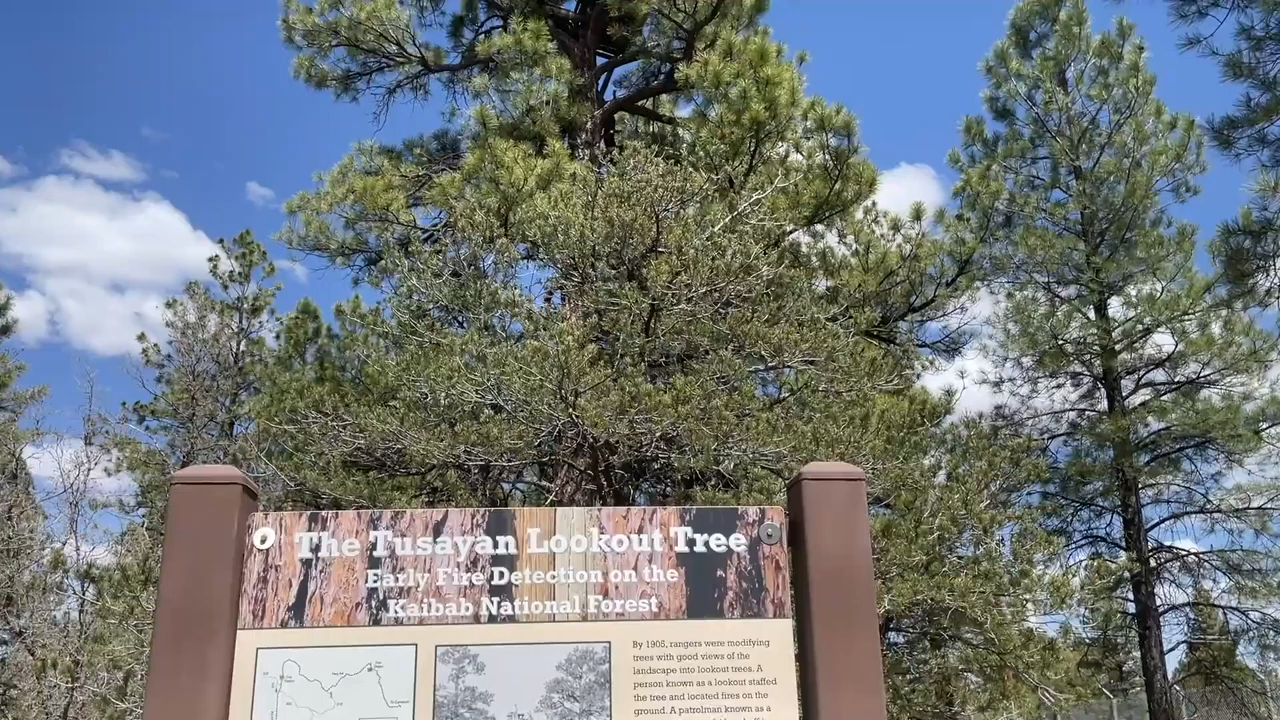 The Tusayan Lookout Tree
Early Fire Detection on the
Kaibab National Forest
By 1905, rangers were modifying
trees with good views of the
landscape into lookout trees. A
person known as a lookout staffed
the tree and located fires on the
ground. A patrolman known as a